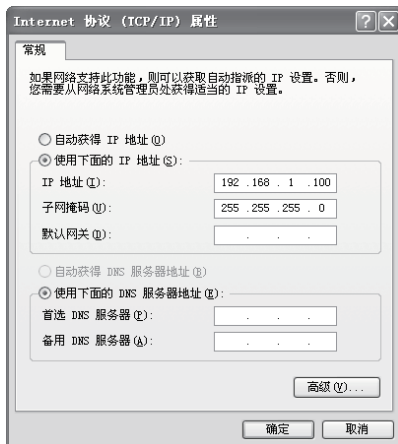 Internet 协议 (TCP/IP) 属性
常规
如果网络支持此功能，则可以获取自动指派的 IP 设置。否则，
您需要从网络系统管理员处获得适当的 IP 设置。
自动获得 IP 地址(O)
使用下面的 IP 地址(S):
IP 地址(I): 192 .168 . 1 .100
子网掩码(U): 255 .255 .255 . 0
默认网关(D): . . .
自动获得 DNS 服务器地址(B)
使用下面的 DNS 服务器地址(E):
首选 DNS 服务器(P): . . .
备用 DNS 服务器(A): . . .
高级(V)...
确定 取消